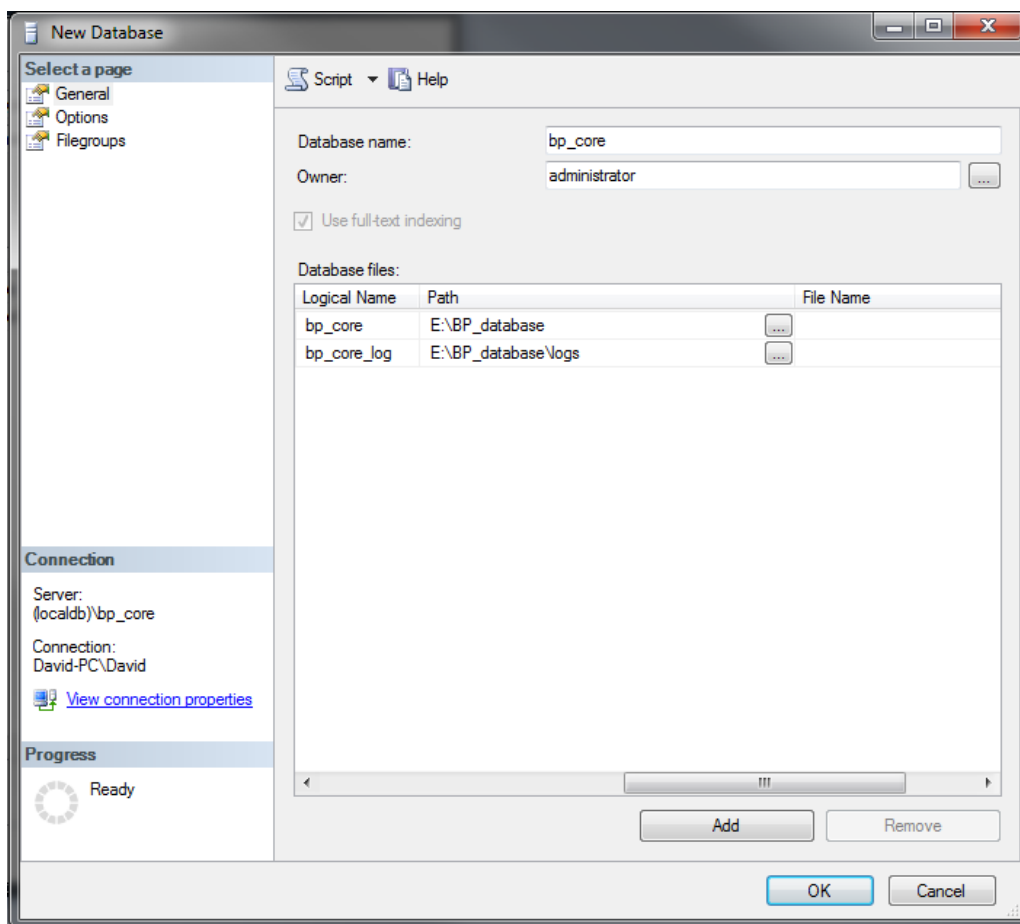 New Database
Select a page
General
Options
Filegroups
Script Help
Database name: bp_core
Owner: administrator ...
Use full-text indexing
Database files:
Logical Name Path File Name
bp_core E:\BP_database ...
bp_core_log E:\BP_database\logs ...
Connection
Server:
(localdb)\bp_core
Connection:
David-PC\David
View connection properties
Progress
Ready
Add Remove
OK Cancel